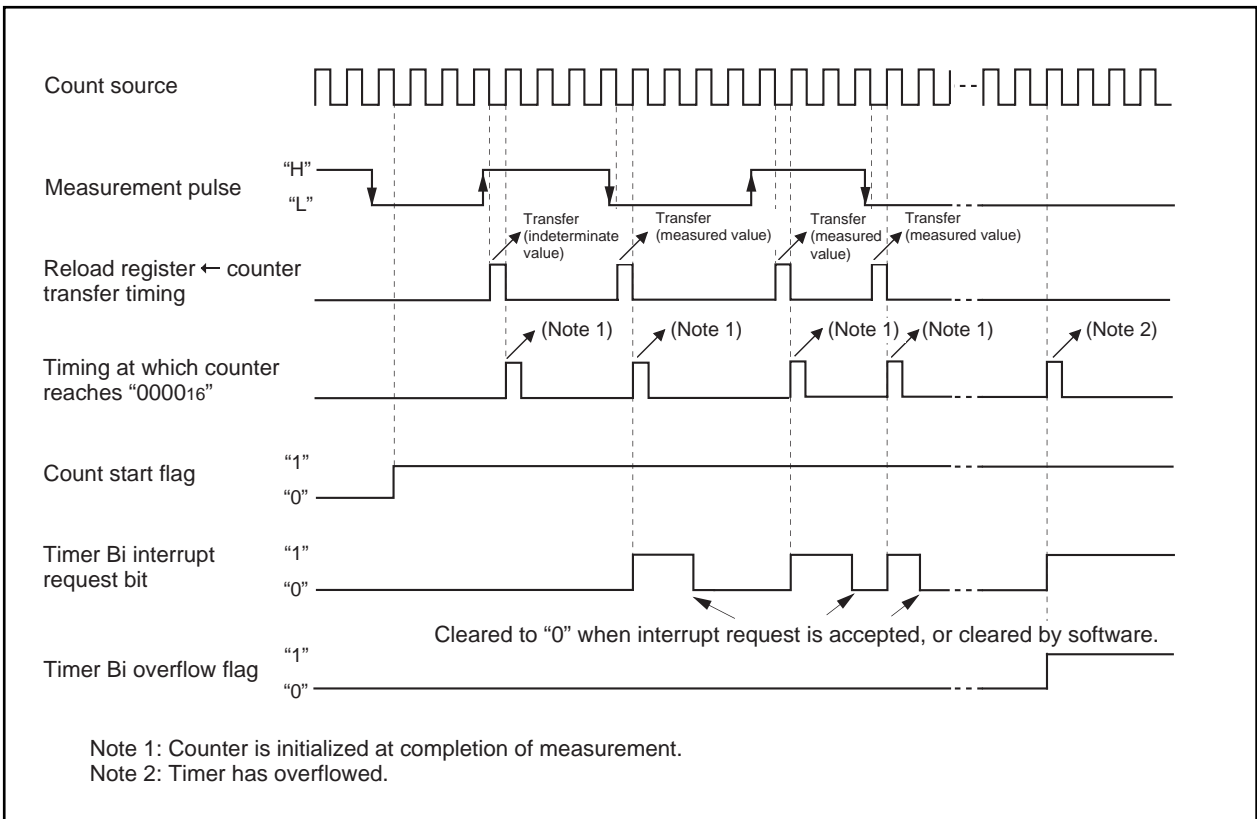 Count source
“H”
Measurement pulse
“L”
Transfer
(indeterminate
value)
Transfer
(measured value)
Transfer
(measured
value)
Transfer
(measured value)
Reload register ← counter
transfer timing
(Note 1)
(Note 1)
(Note 1)
(Note 1)
(Note 2)
Timing at which counter
reaches “000016”
Count start flag
“1”
“0”
Timer Bi interrupt
request bit
“1”
“0”
Cleared to “0” when interrupt request is accepted, or cleared by software.
Timer Bi overflow flag
“1”
“0”
Note 1: Counter is initialized at completion of measurement.
Note 2: Timer has overflowed.